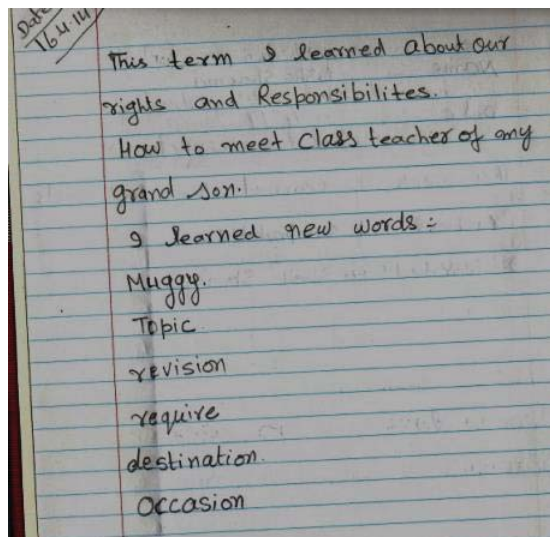 Date
16.4.14
This term I learned about our
rights and Responsibilites.
How to meet Class teacher of my
grand son.
I learned new words :-
Muggy.
Topic
revision
require
destination.
Occasion